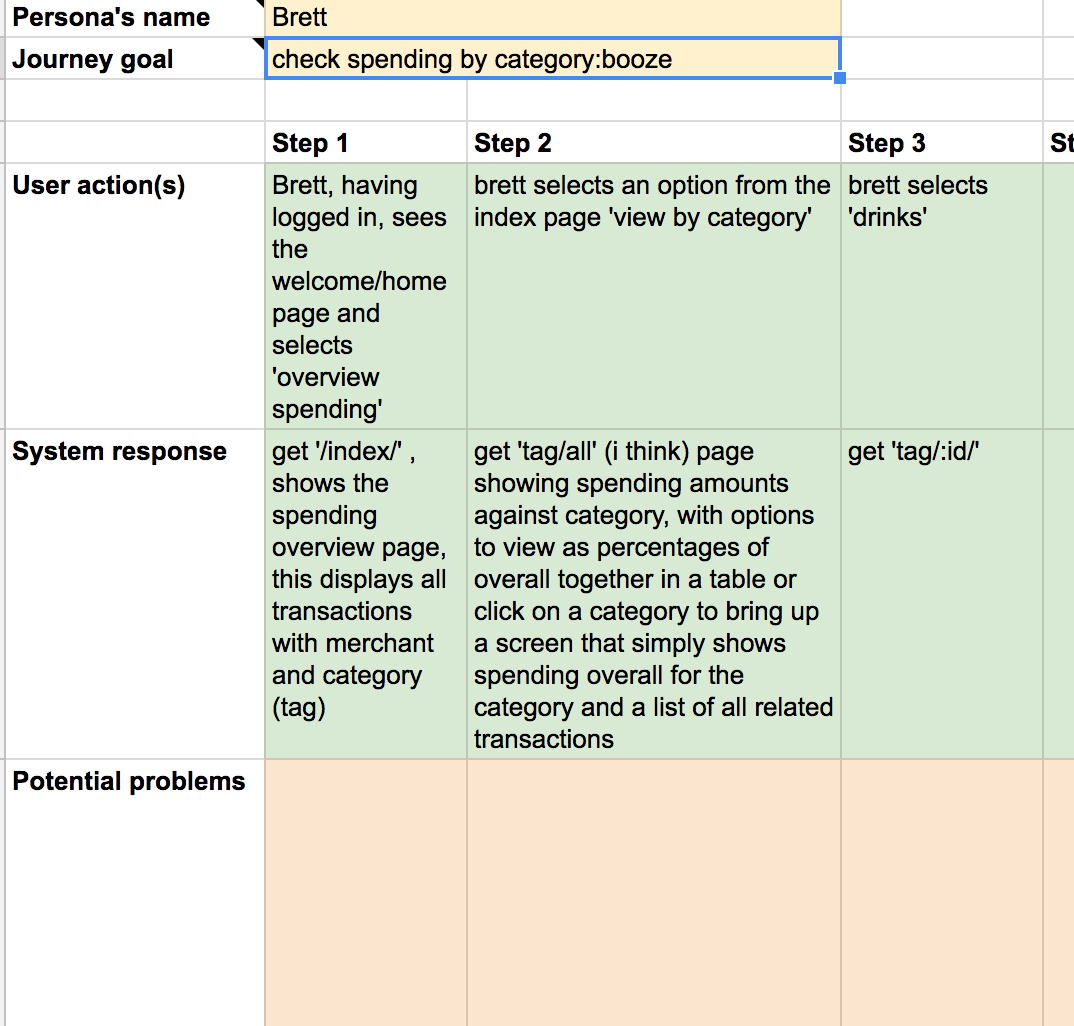 Persona's name
Brett
Journey goal
check spending by category:booze
Step 1
Step 2
Step 3
St
User action(s)
Brett, having
logged in, sees
the
welcome/home
page and
selects
'overview
spending'
brett selects an option from the
index page 'view by category'
brett selects
'drinks'
System response
get '/index/' ,
shows the
spending
overview page,
this displays all
transactions
with merchant
and category
(tag)
get 'tag/all' (i think) page
showing spending amounts
against category, with options
to view as percentages of
overall together in a table or
click on a category to bring up
a screen that simply shows
spending overall for the
category and a list of all related
transactions
get 'tag/:id/'
Potential problems